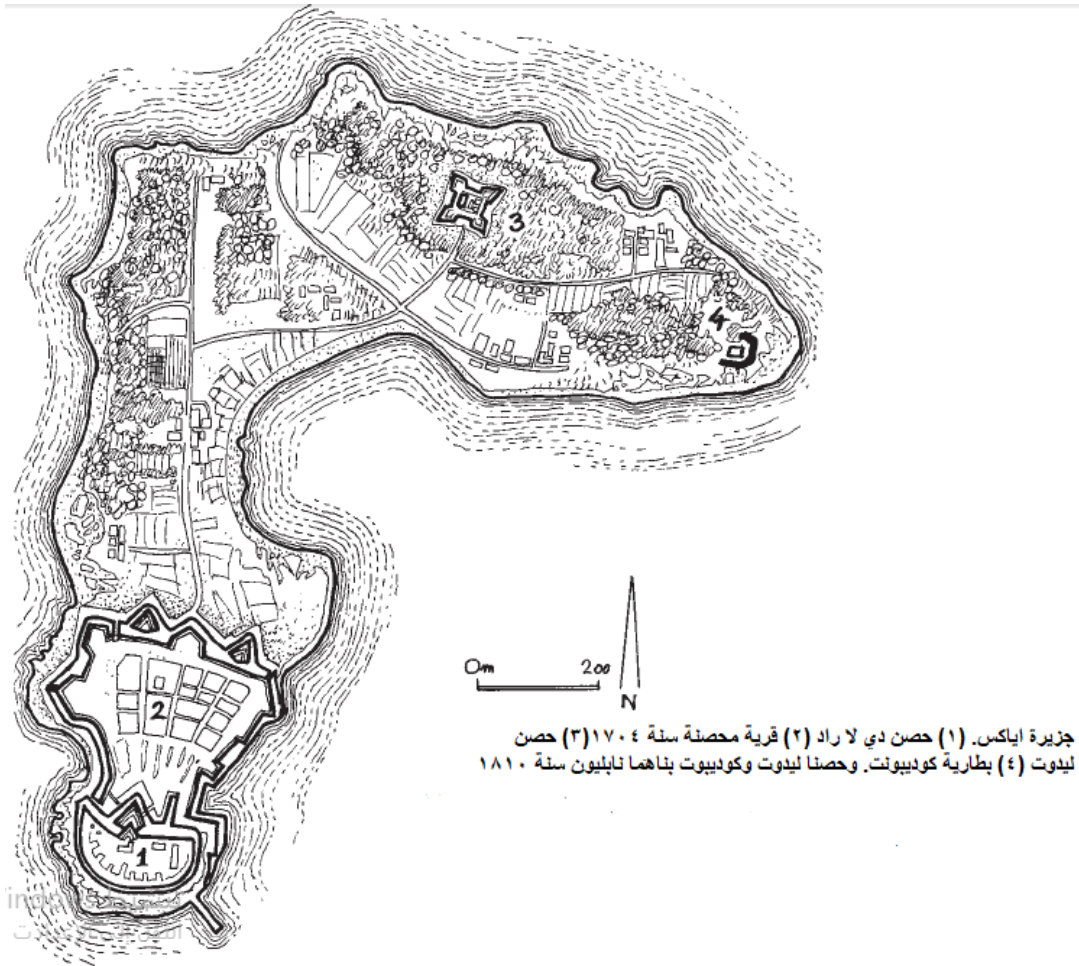 3
4
0m 200
N
2
جزيرة اياكس. (١) حصن دي لا راد (٢) قرية محصنة سنة ١٧٠٤(٣) حصن
ليدوت (٤) بطارية كوديبونت. وحصنا ليدوت وكوديبوت بناهما نابليون سنة ١٨١٠
1